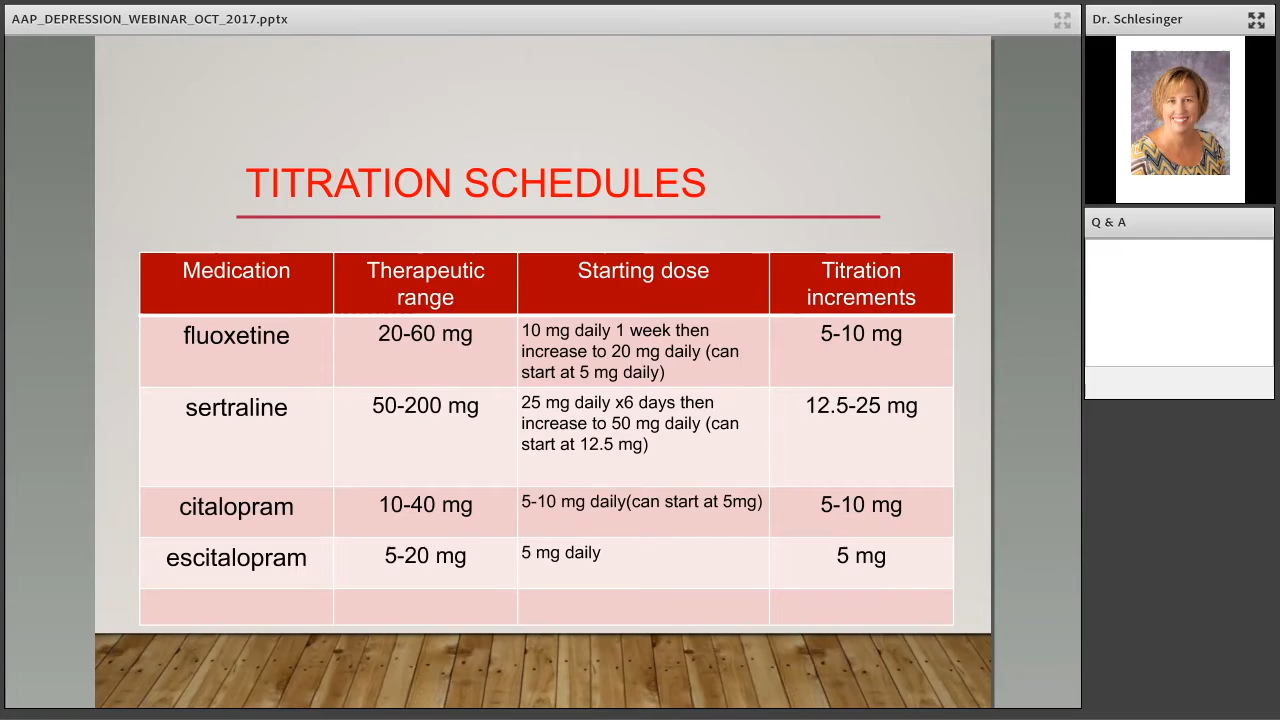 AAP_DEPRESSION_WEBINAR_OCT_2017.pptx
Dr. Schlesinger
Q & A
TITRATION SCHEDULES
Medication
Therapeutic
range
Starting dose
Titration
increments
fluoxetine
20-60 mg
10 mg daily 1 week then
increase to 20 mg daily (can
start at 5 mg daily)
5-10 mg
sertraline
50-200 mg
25 mg daily x6 days then
increase to 50 mg daily (can
start at 12.5 mg)
12.5-25 mg
citalopram
10-40 mg
5-10 mg daily(can start at 5mg)
5-10 mg
escitalopram
5-20 mg
5 mg daily
5 mg